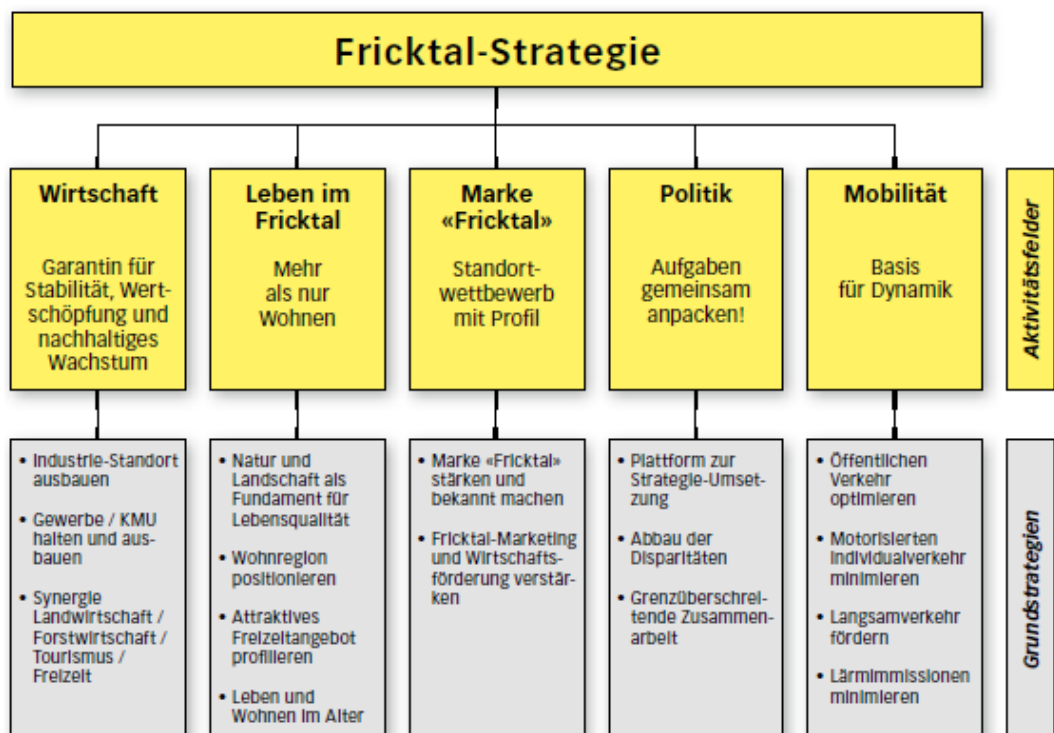 Fricktal-Strategie
Wirtschaft
Garantin für
Stabilität, Wert-
schöpfung und
nachhaltiges
Wachstum
Leben im
Fricktal
Mehr
als nur
Wohnen
Marke
«Fricktal»
Standort-
wettbewerb
mit Profil
Politik
Aufgaben
gemeinsam
anpacken!
Mobilität
Basis
für Dynamik
Aktivitätsfelder
• Industrie-Standort
ausbauen
• Gewerbe / KMU
halten und aus-
bauen
• Synergie
Landwirtschaft /
Forstwirtschaft /
Tourismus /
Freizeit
• Natur und
Landschaft als
Fundament für
Lebensqualität
• Wohnregion
positionieren
• Attraktives
Freizeitangebot
profilieren
• Leben und
Wohnen im Alter
• Marke «Fricktal»
stärken und
bekannt machen
• Fricktal-Marketing
und Wirtschafts-
förderung verstär-
ken
• Plattform zur
Strategie-Umset-
zung
• Abbau der
Disparitäten
• Grenzüberschrei-
tende Zusammen-
arbeit
• Öffentlichen
Verkehr
optimieren
• Motorisierten
Individualverkehr
minimieren
• Langsamverkehr
fördern
• Lärmimmissionen
minimieren
Grundstrategien